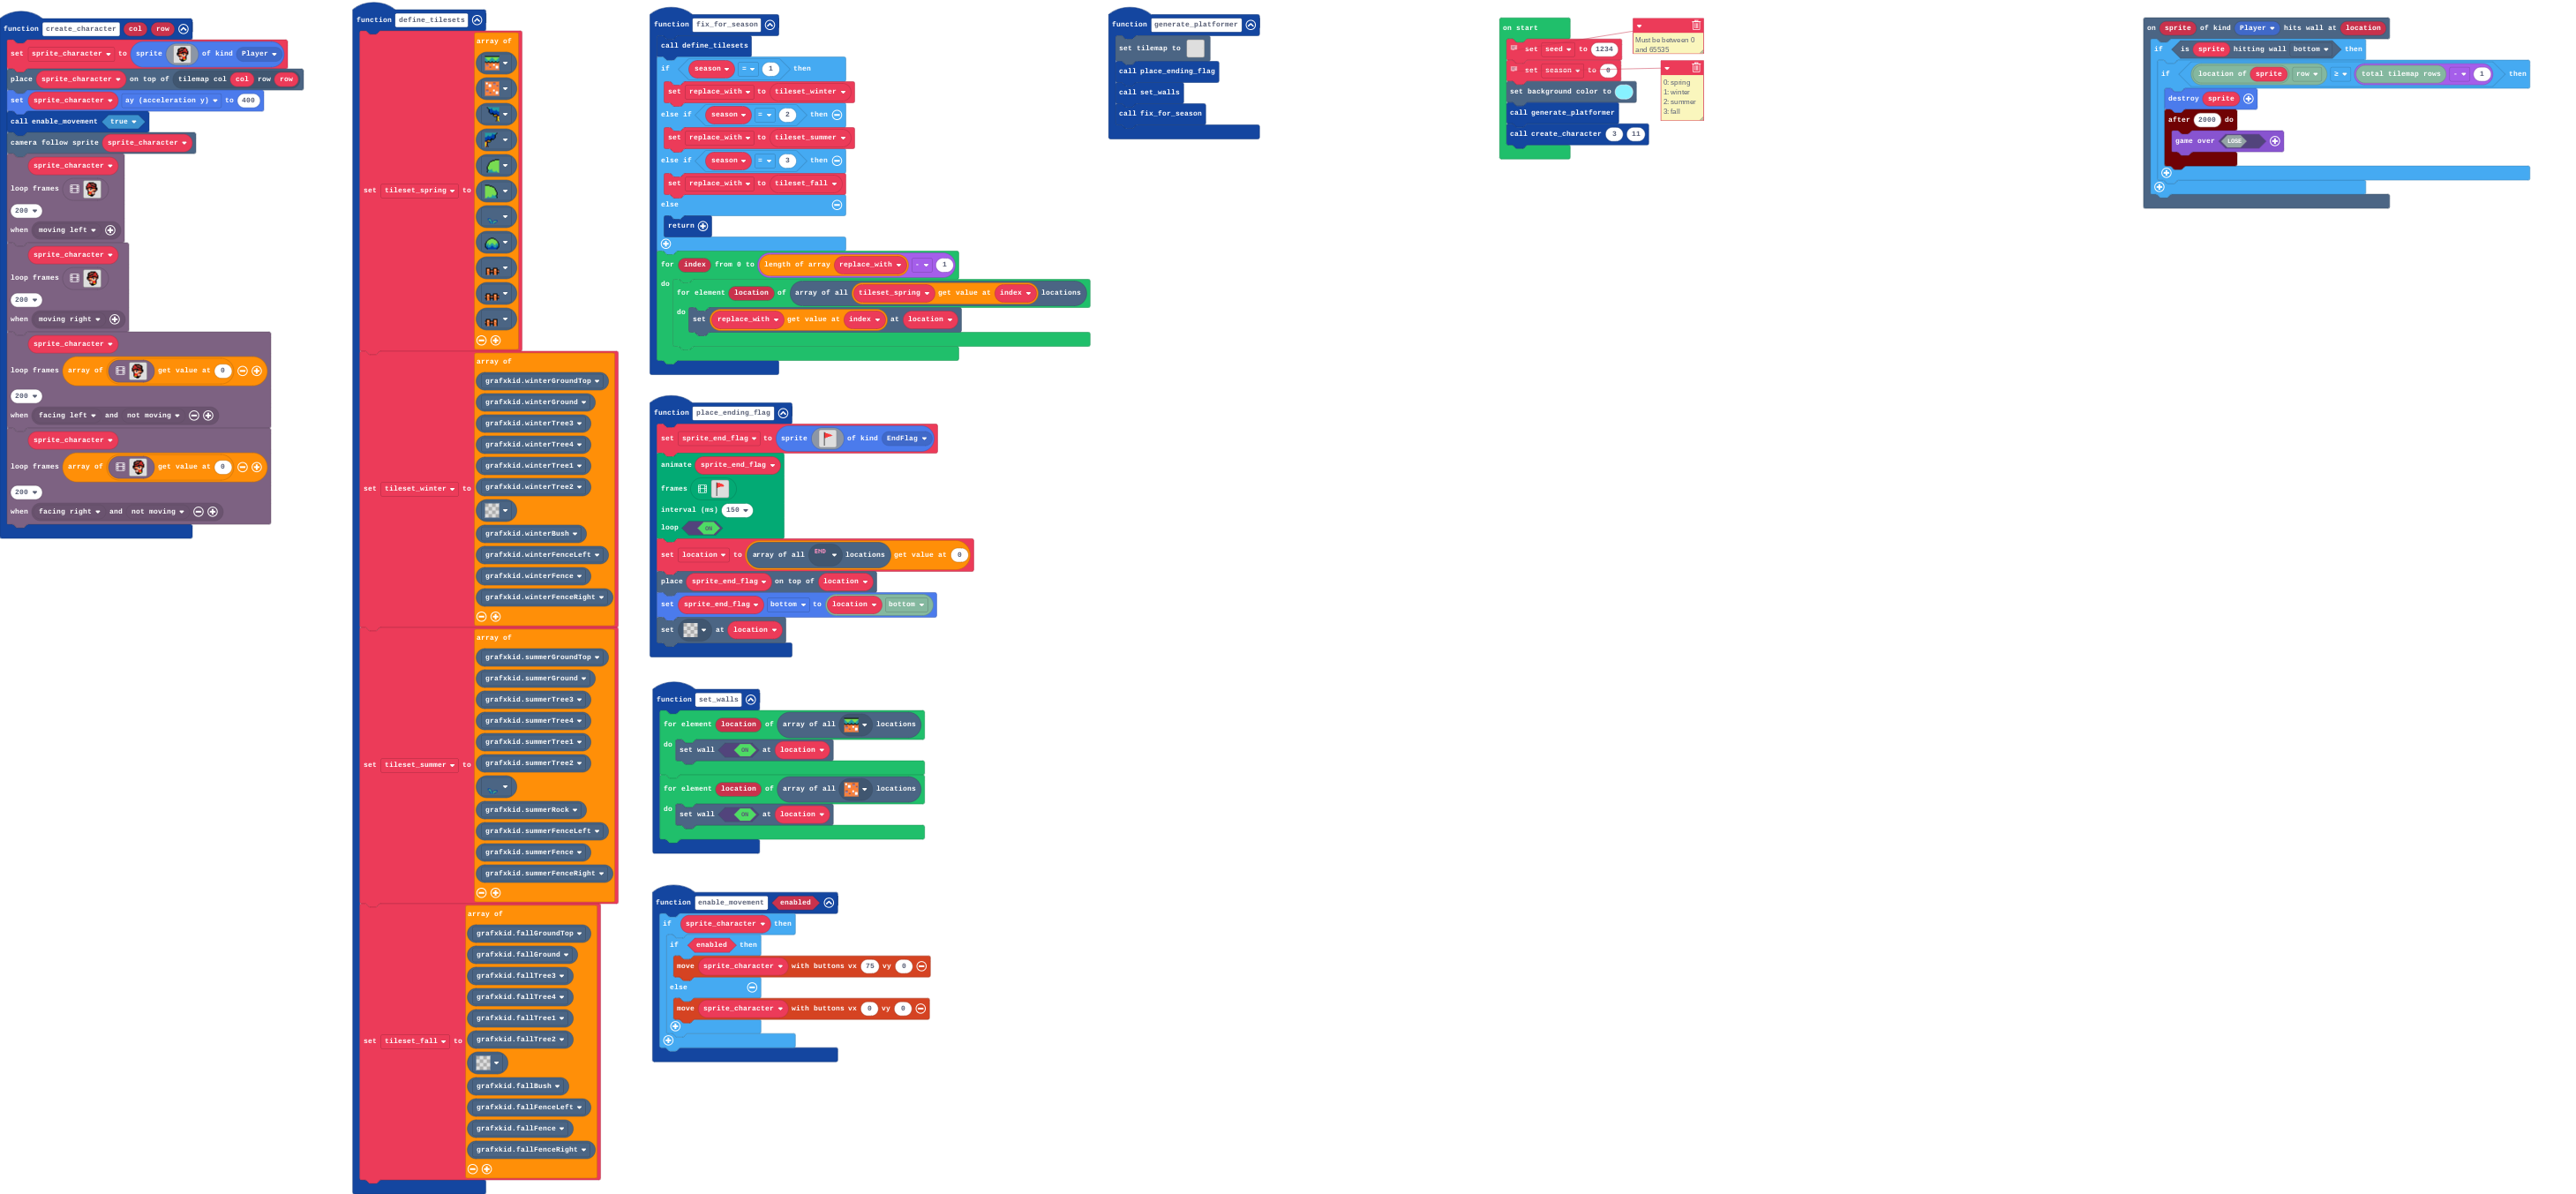 function create_character col row
set sprite_character to sprite of kind Player
place sprite_character on top of tilemap col col row row
set sprite_character ay (acceleration y) to 400
call enable_movement true
camera follow sprite sprite_character
sprite_character
loop frames
200
when moving left
sprite_character
loop frames
200
when moving right
sprite_character
loop frames array of get value at 0
200
when facing left and not moving
sprite_character
loop frames array of get value at 0
200
when facing right and not moving
function define_tilesets
array of
set tileset_spring to
array of
grafxkid.winterGroundTop
grafxkid.winterGround
grafxkid.winterTree3
grafxkid.winterTree4
grafxkid.winterTree1
grafxkid.winterTree2
set tileset_winter to
grafxkid.winterBush
grafxkid.winterFenceLeft
grafxkid.winterFence
grafxkid.winterFenceRight
array of
grafxkid.summerGroundTop
grafxkid.summerGround
grafxkid.summerTree3
grafxkid.summerTree4
grafxkid.summerTree1
grafxkid.summerTree2
set tileset_summer to
grafxkid.summerRock
grafxkid.summerFenceLeft
grafxkid.summerFence
grafxkid.summerFenceRight
array of
grafxkid.fallGroundTop
grafxkid.fallGround
grafxkid.fallTree3
grafxkid.fallTree4
grafxkid.fallTree1
grafxkid.fallTree2
set tileset_fall to
grafxkid.fallBush
grafxkid.fallFenceLeft
grafxkid.fallFence
grafxkid.fallFenceRight
function fix_for_season
call define_tilesets
if season = 1 then
set replace_with to tileset_winter
else if season = 2 then
set replace_with to tileset_summer
else if season = 3 then
set replace_with to tileset_fall
else
return
for index from 0 to length of array replace_with - 1
do
for element location of array of all tileset_spring get value at index locations
do
set replace_with get value at index at location
function place_ending_flag
set sprite_end_flag to sprite of kind EndFlag
animate sprite_end_flag
frames
interval (ms) 150
loop ON
set location to array of all END locations get value at 0
place sprite_end_flag on top of location
set sprite_end_flag bottom to location bottom
set at location
function set_walls
for element location of array of all locations
do
set wall ON at location
for element location of array of all locations
do
set wall ON at location
function enable_movement enabled
if sprite_character then
if enabled then
move sprite_character with buttons vx 75 vy 0
else
move sprite_character with buttons vx 0 vy 0
function generate_platformer
set tilemap to
call place_ending_flag
call set_walls
call fix_for_season
on start
set seed to 1234
set season to 0
set background color to
call generate_platformer
call create_character 3 11
Must be between 0
and 65535
0: spring
1: winter
2: summer
3: fall
on sprite of kind Player hits wall at location
if is sprite hitting wall bottom then
if location of sprite row ≥ total tilemap rows - 1 then
destroy sprite
after 2000 do
game over LOSE